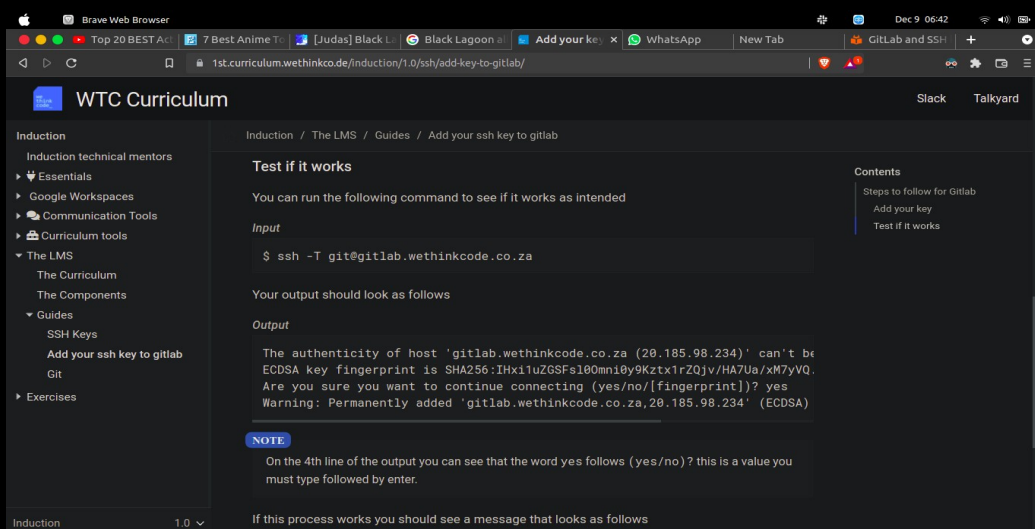 Brave Web Browser
Dec 9 06:42
Top 20 BEST Act
7 Best Anime To
[Judas] Black La
Black Lagoon a
Add your key
WhatsApp
New Tab
GitLab and SSH
1st.curriculum.wethinkco.de/induction/1.0/ssh/add-key-to-gitlab/
WTC Curriculum
Slack
Talkyard
Induction
Induction technical mentors
Essentials
Google Workspaces
Communication Tools
Curriculum tools
The LMS
The Curriculum
The Components
Guides
SSH Keys
Add your ssh key to gitlab
Git
Exercises
Induction 1.0
Induction / The LMS / Guides / Add your ssh key to gitlab
Test if it works
You can run the following command to see if it works as intended
Input
$ ssh -T git@gitlab.wethinkcode.co.za
Your output should look as follows
Output
The authenticity of host 'gitlab.wethinkcode.co.za (20.185.98.234)' can't be
ECDSA key fingerprint is SHA256:IHxi1uZGSFsl0Omni0y9Kztx1rZQjv/HA7Ua/xM7yVQ.
Are you sure you want to continue connecting (yes/no/[fingerprint])? yes
Warning: Permanently added 'gitlab.wethinkcode.co.za,20.185.98.234' (ECDSA)
NOTE
On the 4th line of the output you can see that the word yes follows (yes/no)? this is a value you
must type followed by enter.
If this process works you should see a message that looks as follows
Contents
Steps to follow for Gitlab
Add your key
Test if it works